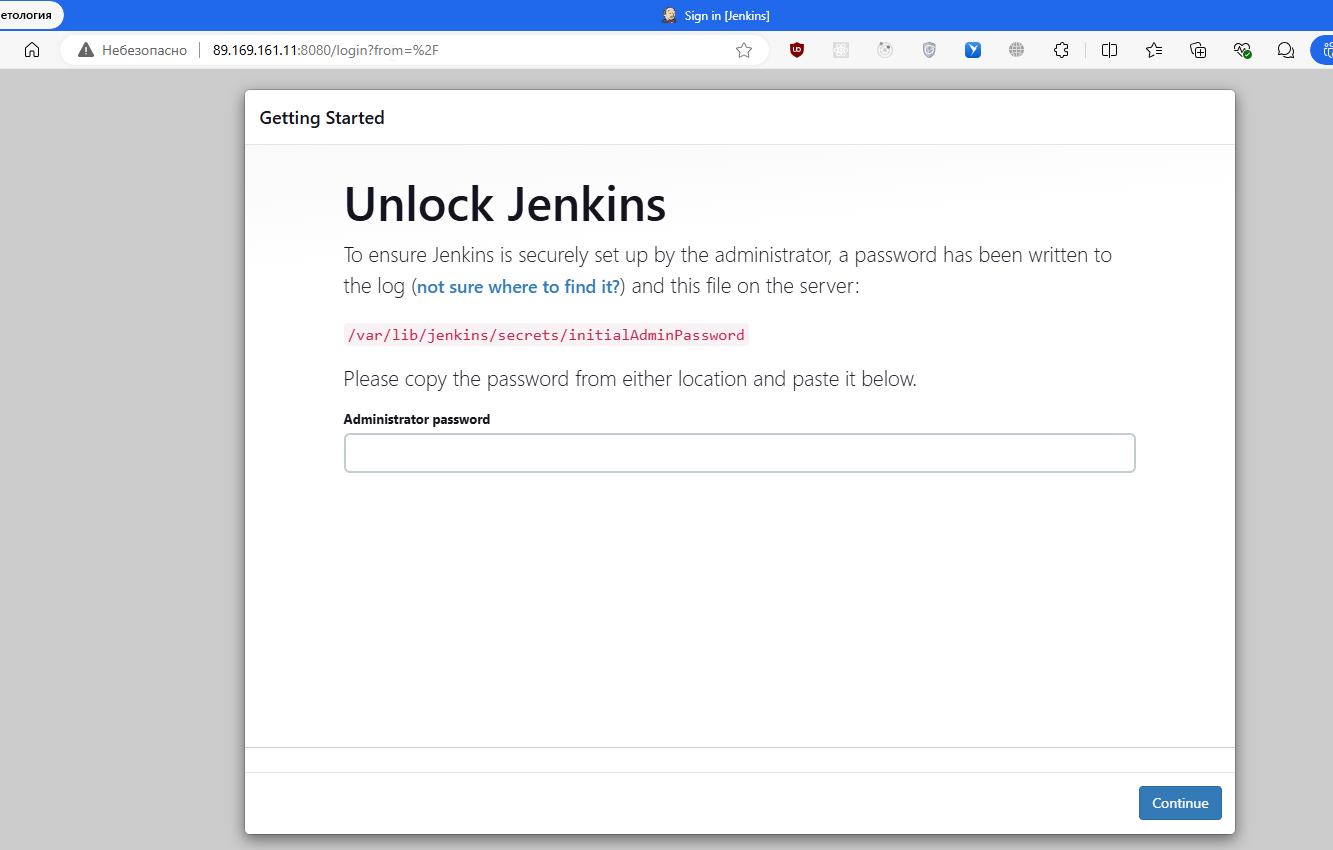 етология
Sign in [Jenkins]
Небезопасно
89.169.161.11:8080/login?from=%2F
Getting Started
Unlock Jenkins
To ensure Jenkins is securely set up by the administrator, a password has been written to
the log (not sure where to find it?) and this file on the server:
/var/lib/jenkins/secrets/initialAdminPassword
Please copy the password from either location and paste it below.
Administrator password
Continue